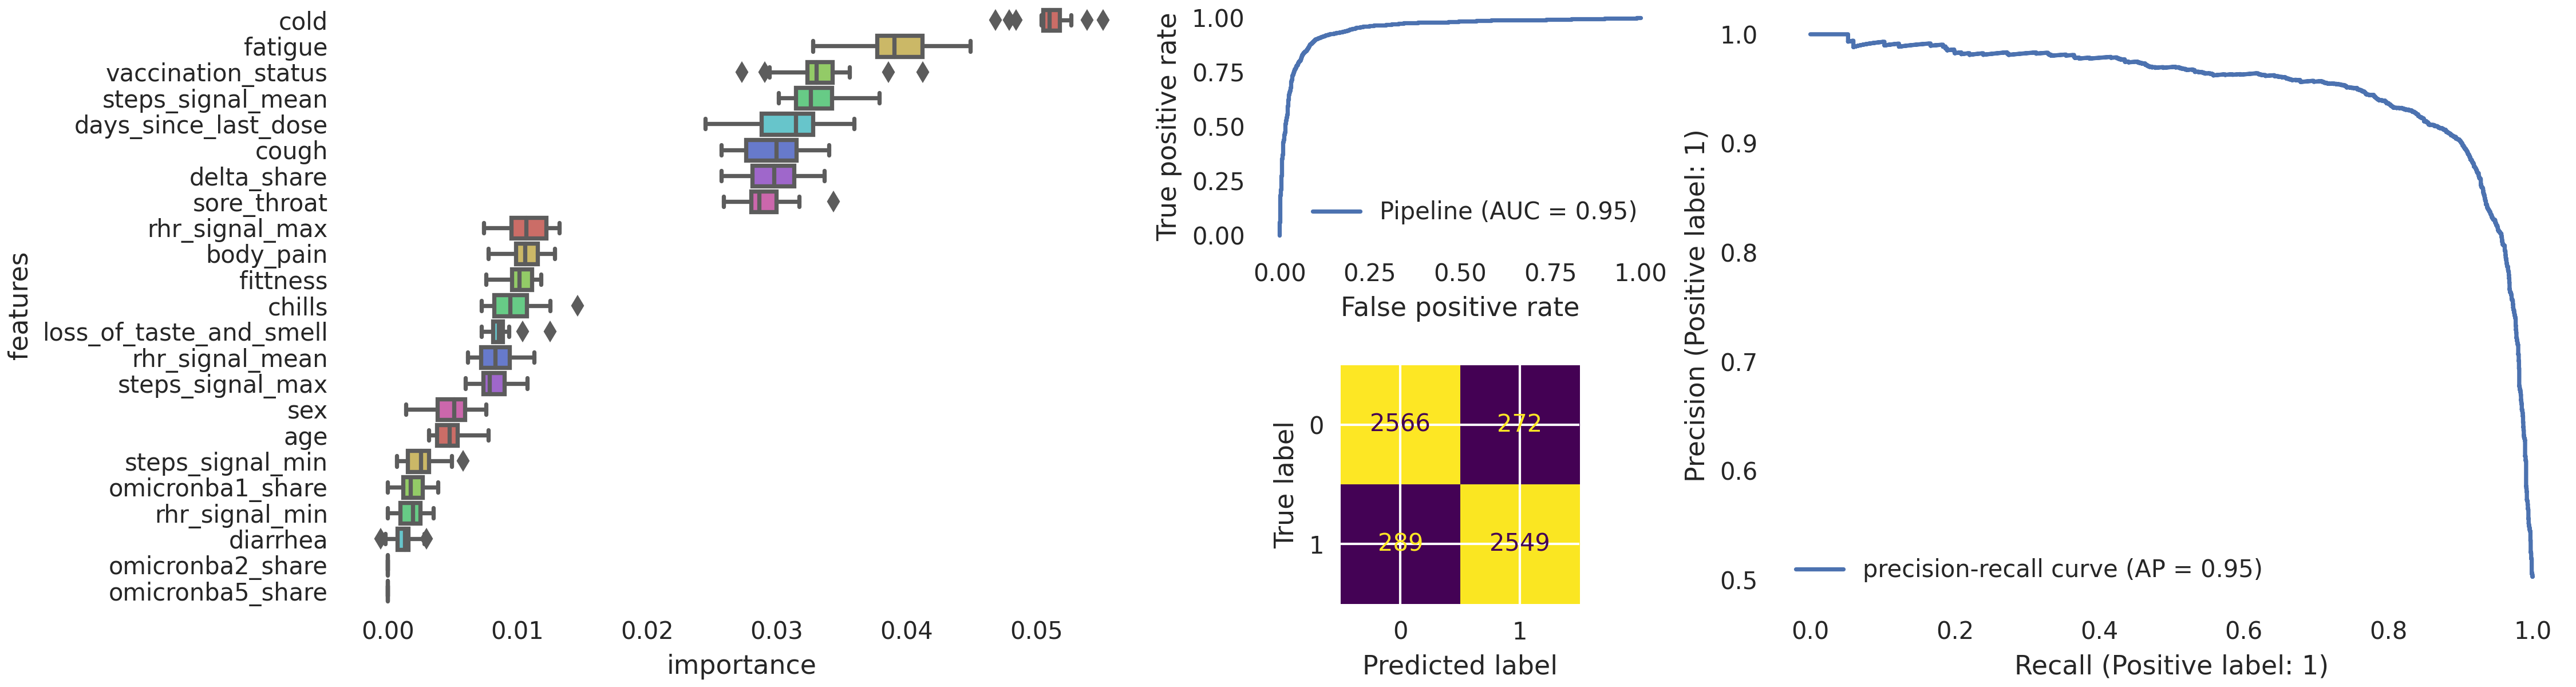 features
cold
fatigue
vaccination_status
steps_signal_mean
days_since_last_dose
cough
delta_share
sore_throat
rhr_signal_max
body_pain
fittness
chills
loss_of_taste_and_smell
rhr_signal_mean
steps_signal_max
sex
age
steps_signal_min
omicronba1_share
rhr_signal_min
diarrhea
omicronba2_share
omicronba5_share
0.00 0.01 0.02 0.03 0.04 0.05
importance
True positive rate
1.00
0.75
0.50
0.25
0.00
Pipeline (AUC = 0.95)
0.00 0.25 0.50 0.75 1.00
False positive rate
True label
0
1
2566 272
289 2549
0 1
Predicted label
Precision (Positive label: 1)
1.0
0.9
0.8
0.7
0.6
0.5
precision-recall curve (AP = 0.95)
0.0 0.2 0.4 0.6 0.8 1.0
Recall (Positive label: 1)